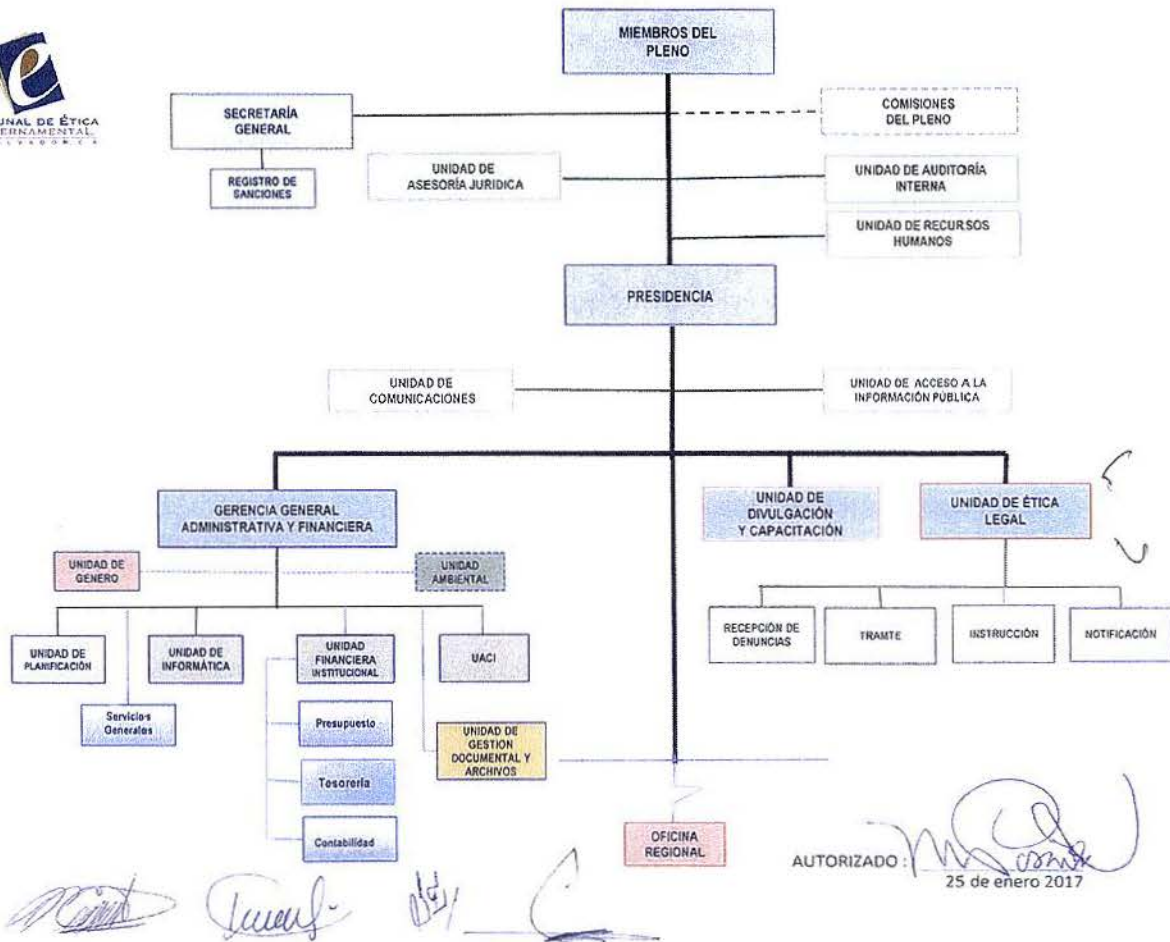 UNAL DE ÉTICA
ERNAMENTAL
MIEMBROS DEL
PLENO
SECRETARÍA
GENERAL
COMISIONES
DEL PLENO
REGISTRO DE
SANCIONES
UNIDAD DE
ASESORÍA JURIDICA
UNIDAD DE AUDITORÍA
INTERNA
UNIDAD DE RECURSOS
HUMANOS
PRESIDENCIA
UNIDAD DE
COMUNICACIONES
UNIDAD DE ACCESO A LA
INFORMACIÓN PÚBLICA
GERENCIA GENERAL
ADMINISTRATIVA Y FINANCIERA
UNIDAD DE
DIVULGACIÓN
Y CAPACITACIÓN
UNIDAD DE ÉTICA
LEGAL
UNIDAD DE
GENERO
UNIDAD
AMBIENTAL
UNIDAD DE
PLANIFICACIÓN
UNIDAD DE
INFORMÁTICA
UNIDAD
FINANCIERA
INSTITUCIONAL
UACI
RECEPCIÓN DE
DENUNCIAS
TRAMTE
INSTRUCCIÓN
NOTIFICACIÓN
Servicios
Generales
Presupuesto
UNIDAD DE
GESTION
DOCUMENTAL Y
ARCHIVOS
Tesorería
Contabilidad
OFICINA
REGIONAL
AUTORIZADO :
25 de enero 2017